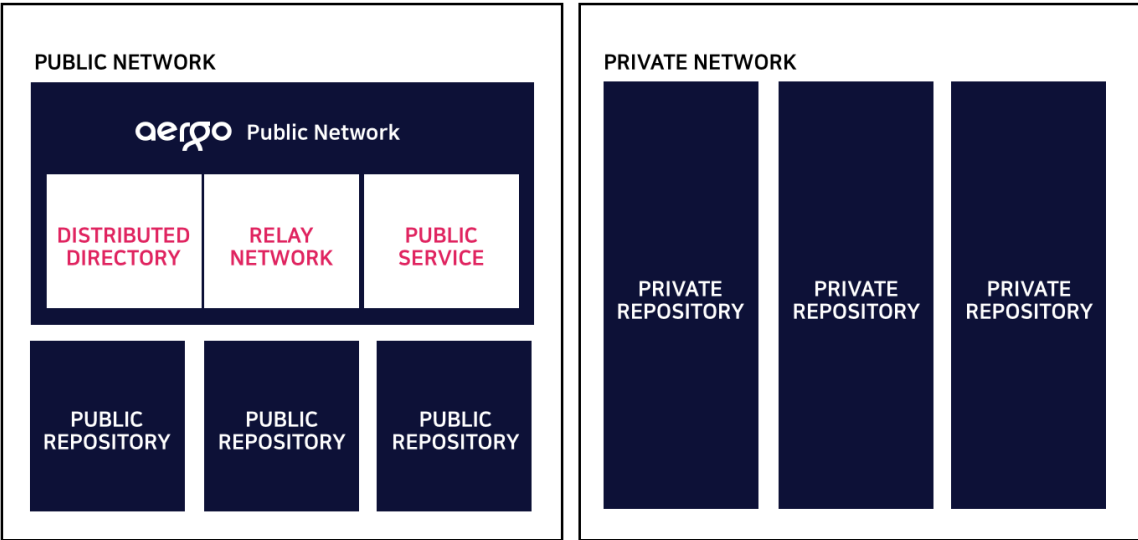 PUBLIC NETWORK
aergo Public Network
DISTRIBUTED
DIRECTORY
RELAY
NETWORK
PUBLIC
SERVICE
PUBLIC
REPOSITORY
PUBLIC
REPOSITORY
PUBLIC
REPOSITORY
PRIVATE NETWORK
PRIVATE
REPOSITORY
PRIVATE
REPOSITORY
PRIVATE
REPOSITORY